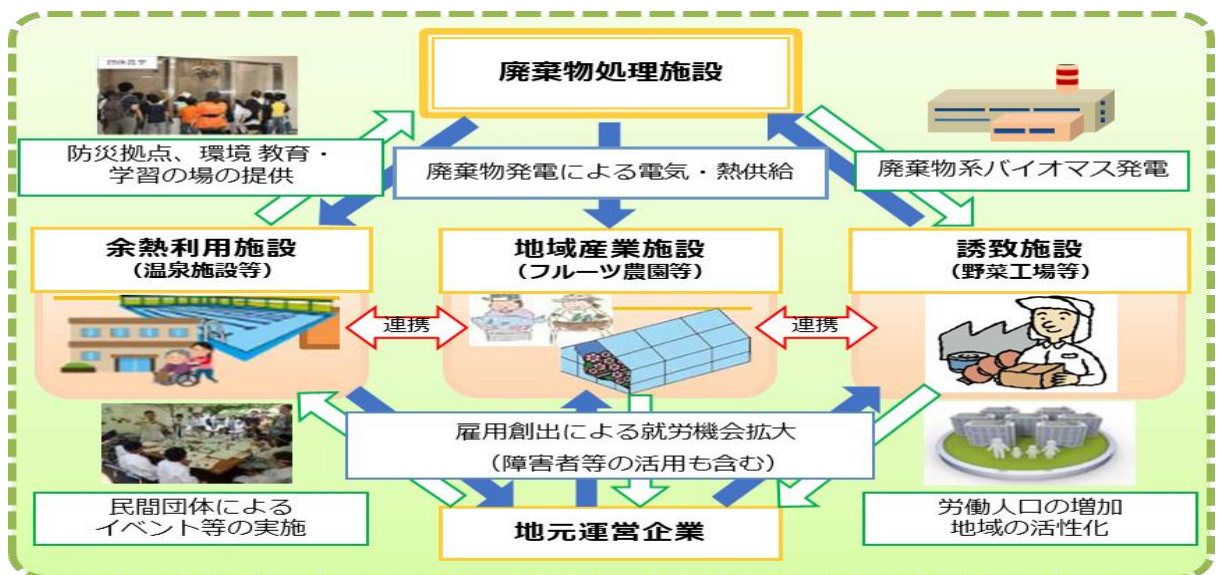 廃棄物処理施設
防災拠点、環境 教育・
学習の場の提供
廃棄物発電による電気・熱供給
廃棄物系バイオマス発電
余熱利用施設
(温泉施設等)
地域産業施設
(フルーツ農園等)
誘致施設
(野菜工場等)
連携
連携
雇用創出による就労機会拡大
(障害者等の活用も含む)
民間団体による
イベント等の実施
地元運営企業
労働人口の増加
地域の活性化